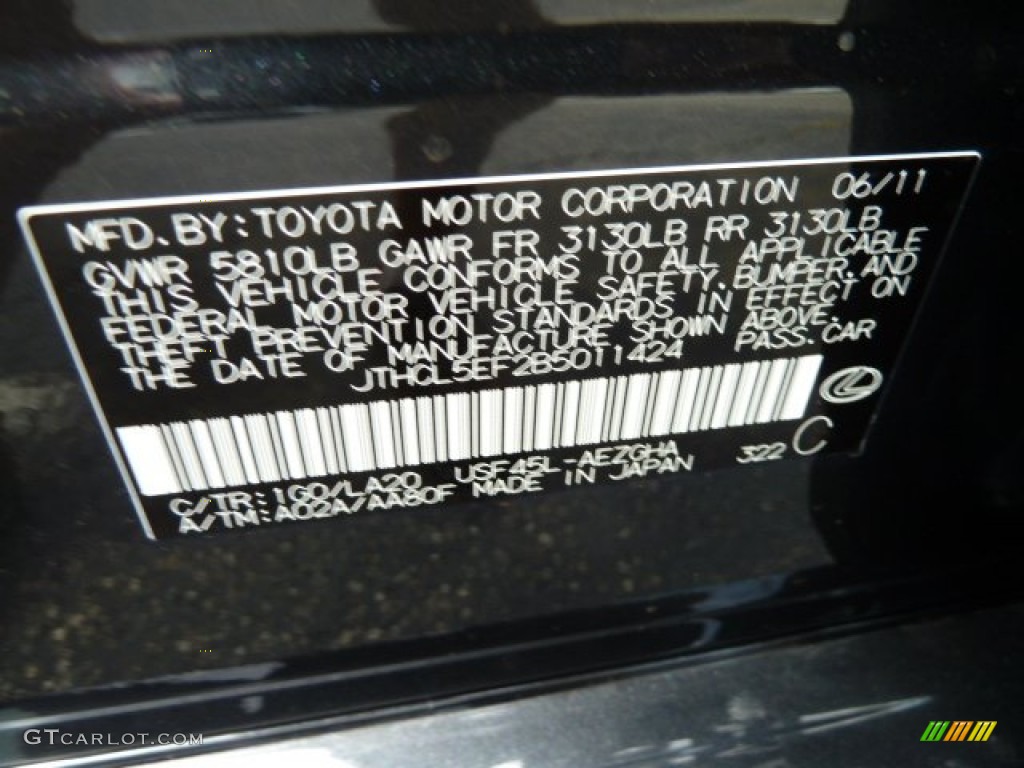 MFD. BY: TOYOTA MOTOR CORPORATION 06/11
GVWR 5810LB GAWR FR 3130LB RR 3130LB
THIS VEHICLE CONFORMS TO ALL APPLICABLE
FEDERAL MOTOR VEHICLE SAFETY, BUMPER, AND
THEFT PREVENTION STANDARDS IN EFFECT ON
THE DATE OF MANUFACTURE SHOWN ABOVE.
JTHCL5EF2B5011424 PASS. CAR
C/TR: 1G0/LA20 USF45L-AEZGHA 322 C
A/TM: A02A/AA80F MADE IN JAPAN
GTCARLOT.COM